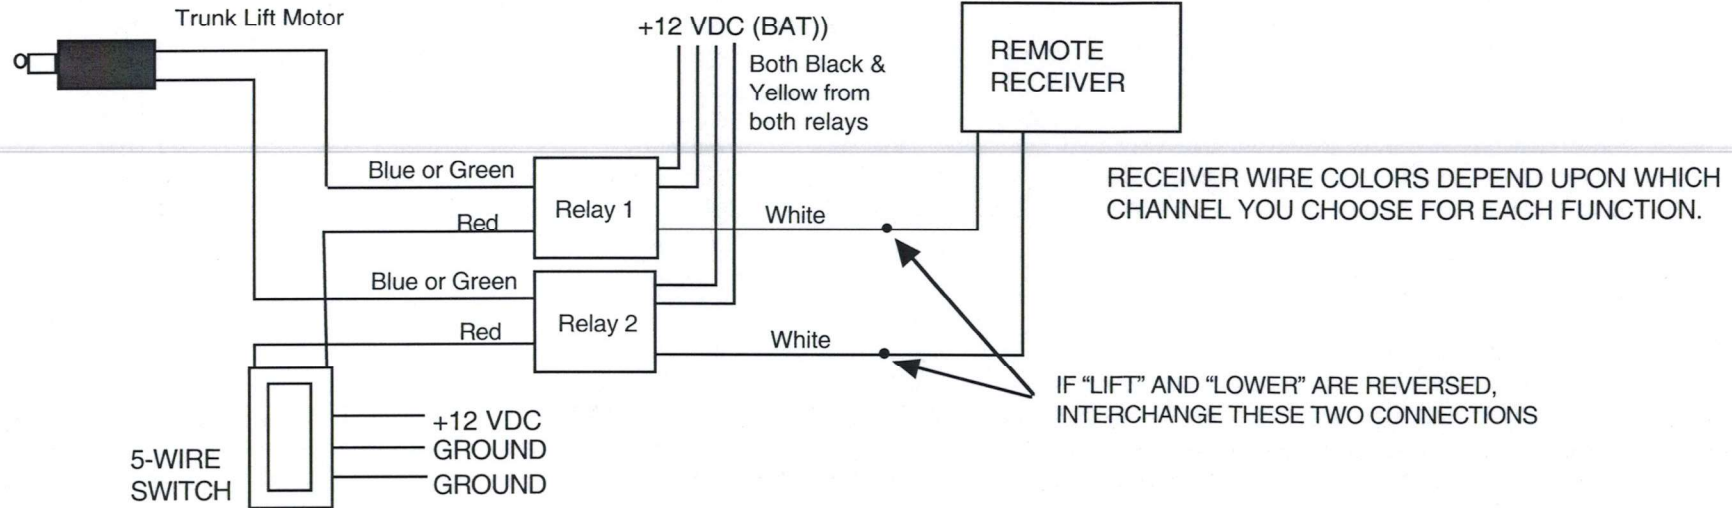 Trunk Lift Motor
+12 VDC (BAT))
Both Black &
Yellow from
both relays
REMOTE
RECEIVER
Blue or Green
Relay 1
Red
White
RECEIVER WIRE COLORS DEPEND UPON WHICH
CHANNEL YOU CHOOSE FOR EACH FUNCTION.
Blue or Green
Relay 2
Red
White
IF “LIFT” AND “LOWER” ARE REVERSED,
INTERCHANGE THESE TWO CONNECTIONS
5-WIRE
SWITCH
+12 VDC
GROUND
GROUND